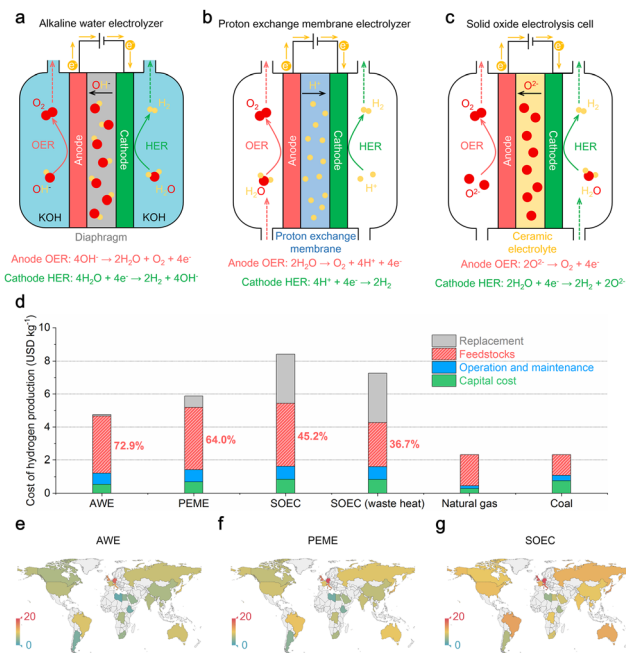 a Alkaline water electrolyzer
b Proton exchange membrane electrolyzer
c Solid oxide electrolysis cell
e⁻ e⁻
e⁻ e⁻
e⁻ e⁻
OH⁻
O₂ H₂
OER HER
Anode Cathode
OH⁻ H₂O
KOH KOH
Diaphragm
Anode OER: 4OH⁻ → 2H₂O + O₂ + 4e⁻
Cathode HER: 4H₂O + 4e⁻ → 2H₂ + 4OH⁻
H⁺
O₂ H₂
OER HER
Anode Cathode
H₂O H⁺
Proton exchange
membrane
Anode OER: 2H₂O → O₂ + 4H⁺ + 4e⁻
Cathode HER: 4H⁺ + 4e⁻ → 2H₂
O²⁻
O₂ H₂
OER HER
Anode Cathode
O²⁻ H₂O
Ceramic
electrolyte
Anode OER: 2O²⁻ → O₂ + 4e⁻
Cathode HER: 2H₂O + 4e⁻ → 2H₂ + 2O²⁻
d
Cost of hydrogen production (USD kg⁻¹)
10
8
6
4
2
0
Replacement
Feedstocks
Operation and maintenance
Capital cost
72.9%
64.0%
45.2%
36.7%
AWE PEME SOEC SOEC (waste heat) Natural gas Coal
e AWE
20
0
f PEME
20
0
g SOEC
20
0